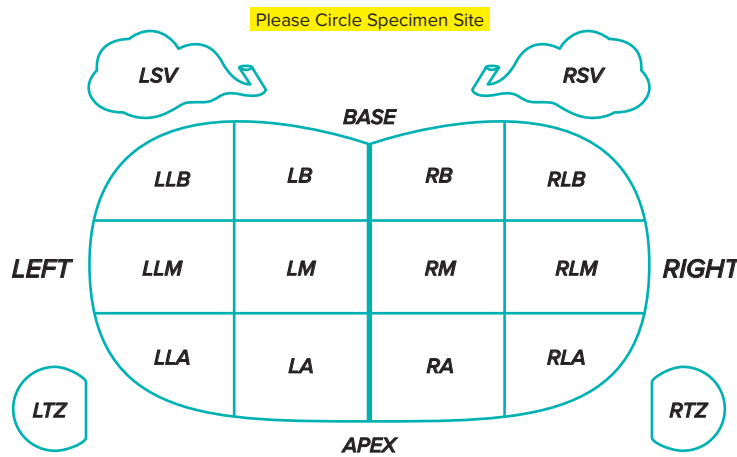 Please Circle Specimen Site
LSV RSV
BASE
LLB LB RB RLB
LEFT LLM LM RM RLM RIGHT
LLA LA RA RLA
LTZ RTZ
APEX